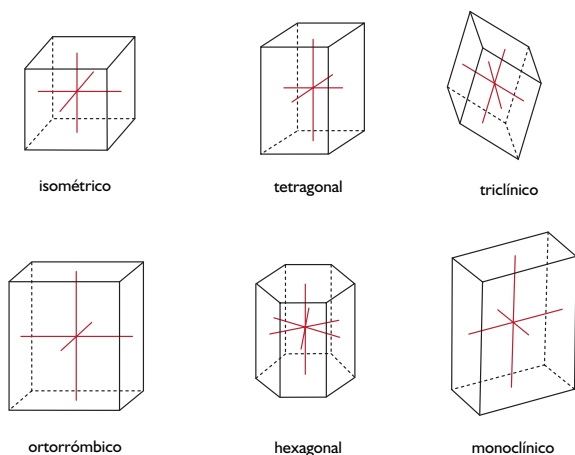 isométrico
tetragonal
triclínico
ortorrómbico
hexagonal
monoclínico